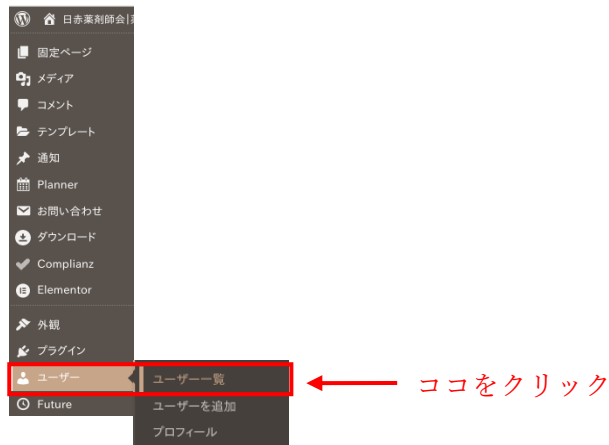 日赤薬剤師会|
固定ページ
メディア
コメント
テンプレート
通知
Planner
お問い合わせ
ダウンロード
Complianz
Elementor
外観
プラグイン
ユーザー
ユーザー一覧
ココをクリック
Future
ユーザーを追加
プロフィール